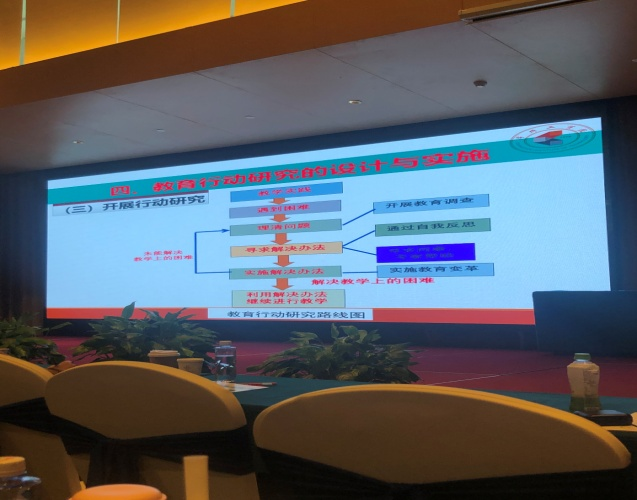 四、教育行动研究的设计与实施
（三）开展行动研究
教学实践
遇到困难
理清问题
开展教育调查
通过自我反思
寻求解决办法
未能解决
教学上的困难
实施解决办法
实施教育变革
解决教学上的困难
利用解决办法
继续进行教学
教育行动研究路线图